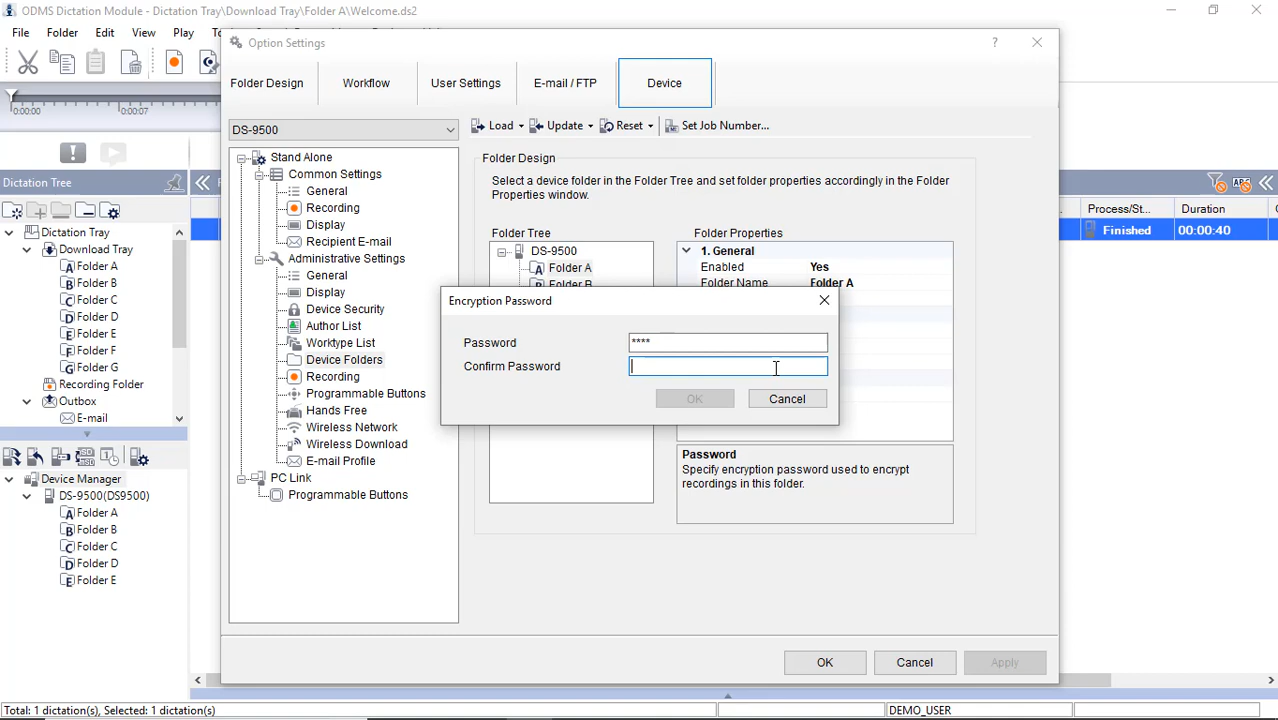 ODMS Dictation Module - Dictation Tray\Download Tray\Folder A\Welcome.ds2
File Folder Edit View Play
0:00:00 0:00:07
Option Settings
Folder Design Workflow User Settings E-mail / FTP Device
DS-9500
Load Update Reset Set Job Number...
Stand Alone
Common Settings
General
Recording
Display
Recipient E-mail
Administrative Settings
General
Display
Device Security
Author List
Worktype List
Device Folders
Recording
Programmable Buttons
Hands Free
Wireless Network
Wireless Download
E-mail Profile
PC Link
Programmable Buttons
Folder Design
Select a device folder in the Folder Tree and set folder properties accordingly in the Folder
Properties window.
Folder Tree
DS-9500
Folder A
Folder B
Folder Properties
1. General
Enabled Yes
Folder Name Folder A
Password
Specify encryption password used to encrypt
recordings in this folder.
Encryption Password
Password ****
Confirm Password
OK Cancel
OK Cancel Apply
Dictation Tree
Dictation Tray
Download Tray
Folder A
Folder B
Folder C
Folder D
Folder E
Folder F
Folder G
Recording Folder
Outbox
E-mail
Device Manager
DS-9500(DS9500)
Folder A
Folder B
Folder C
Folder D
Folder E
Process/St... Duration
Finished 00:00:40
Total: 1 dictation(s), Selected: 1 dictation(s)
DEMO_USER